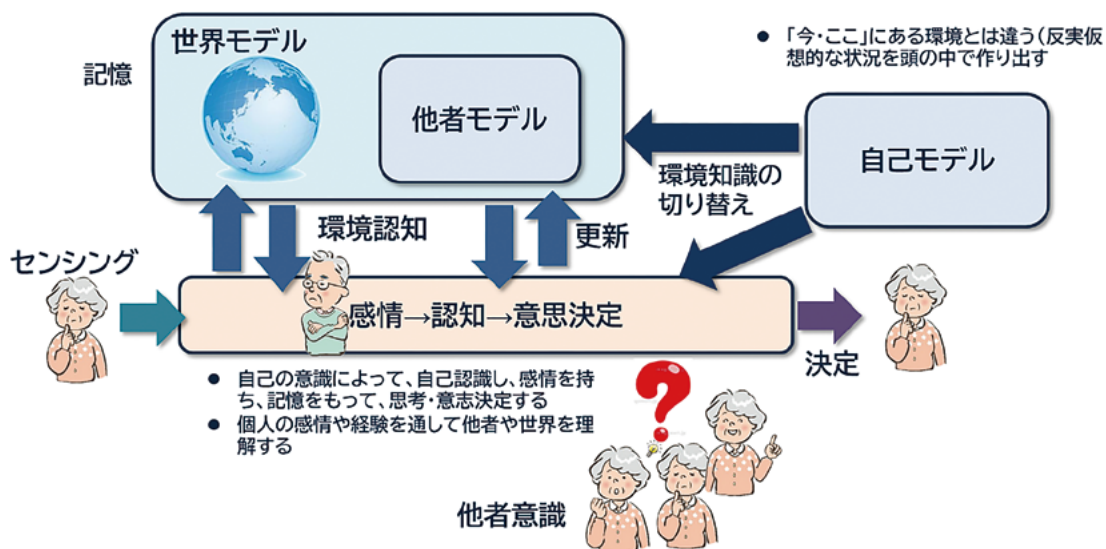 世界モデル
記憶
他者モデル
● 「今・ここ」にある環境とは違う（反実仮
想的な状況を頭の中で作り出す
自己モデル
環境知識の
切り替え
環境認知
更新
センシング
感情→認知→意思決定
決定
● 自己の意識によって、自己認識し、感情を持
ち、記憶をもって、思考・意志決定する
● 個人の感情や経験を通して他者や世界を理
解する
?
他者意識